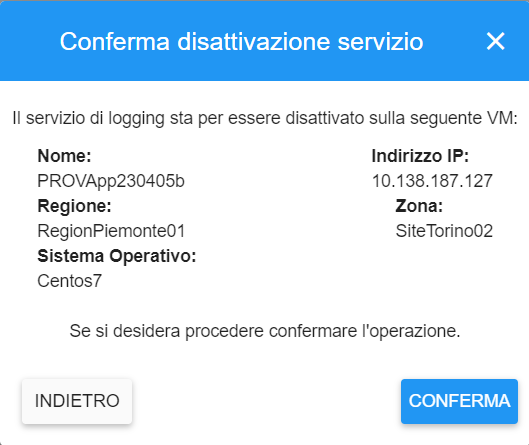 Conferma disattivazione servizio
Il servizio di logging sta per essere disattivato sulla seguente VM:
Nome: Indirizzo IP:
PROVApp230405b 10.138.187.127
Regione: Zona:
RegionPiemonte01 SiteTorino02
Sistema Operativo:
Centos7
Se si desidera procedere confermare l'operazione.
INDIETRO CONFERMA